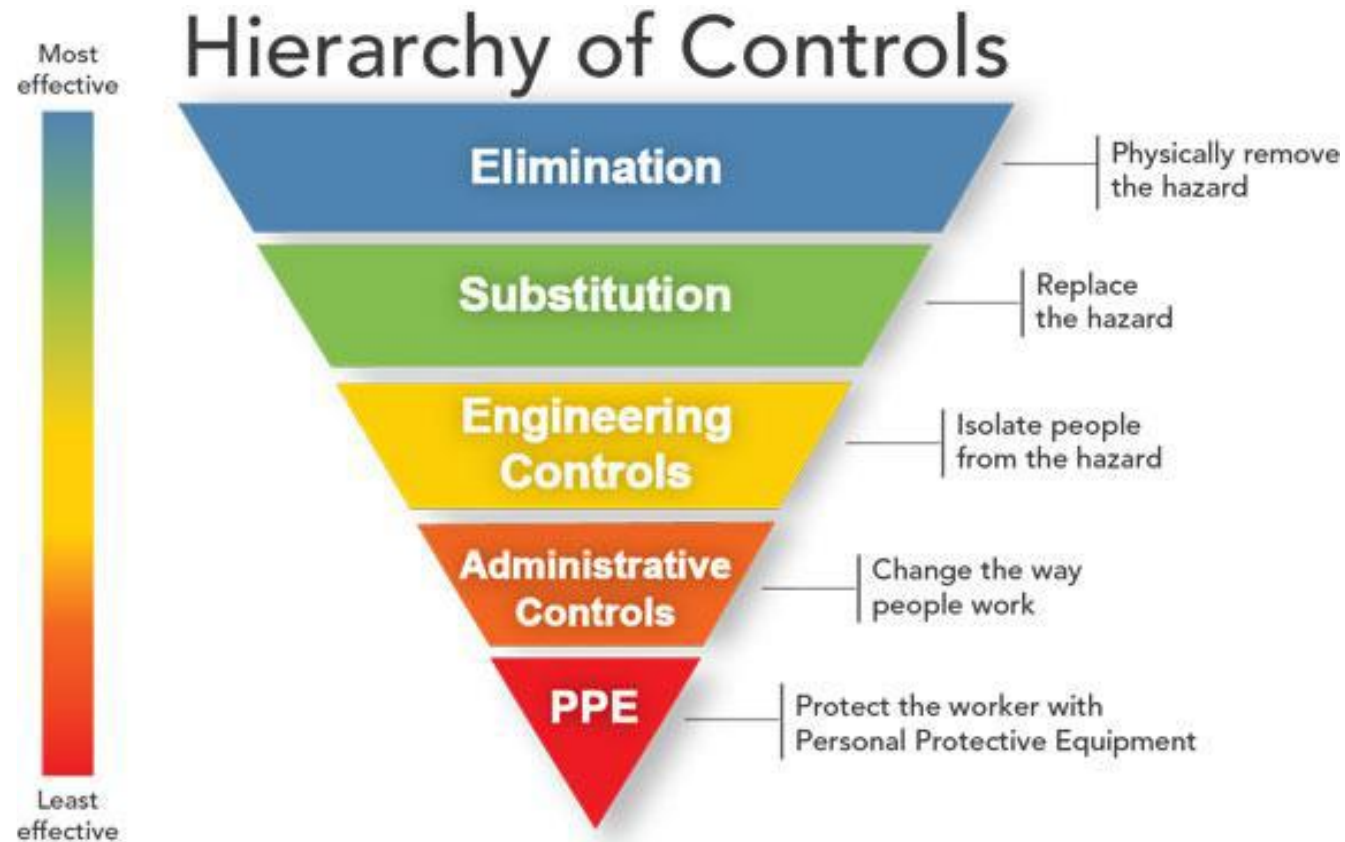 Hierarchy of Controls
Most
effective
Elimination
Physically remove
the hazard
Substitution
Replace
the hazard
Engineering
Controls
Isolate people
from the hazard
Administrative
Controls
Change the way
people work
PPE
Protect the worker with
Personal Protective Equipment
Least
effective